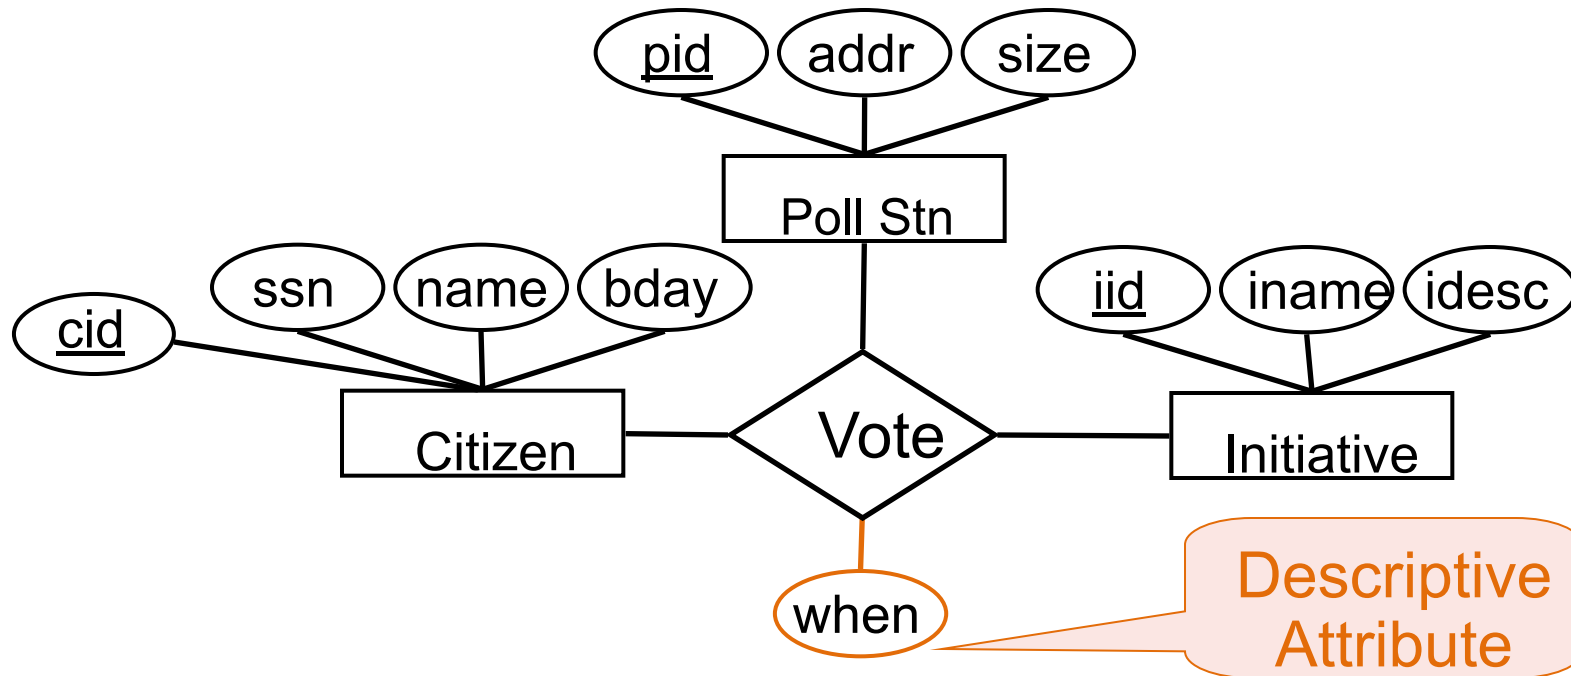 pid addr size
Poll Stn
ssn name bday
cid
iid iname idesc
Citizen
Vote
Initiative
when
Descriptive
Attribute